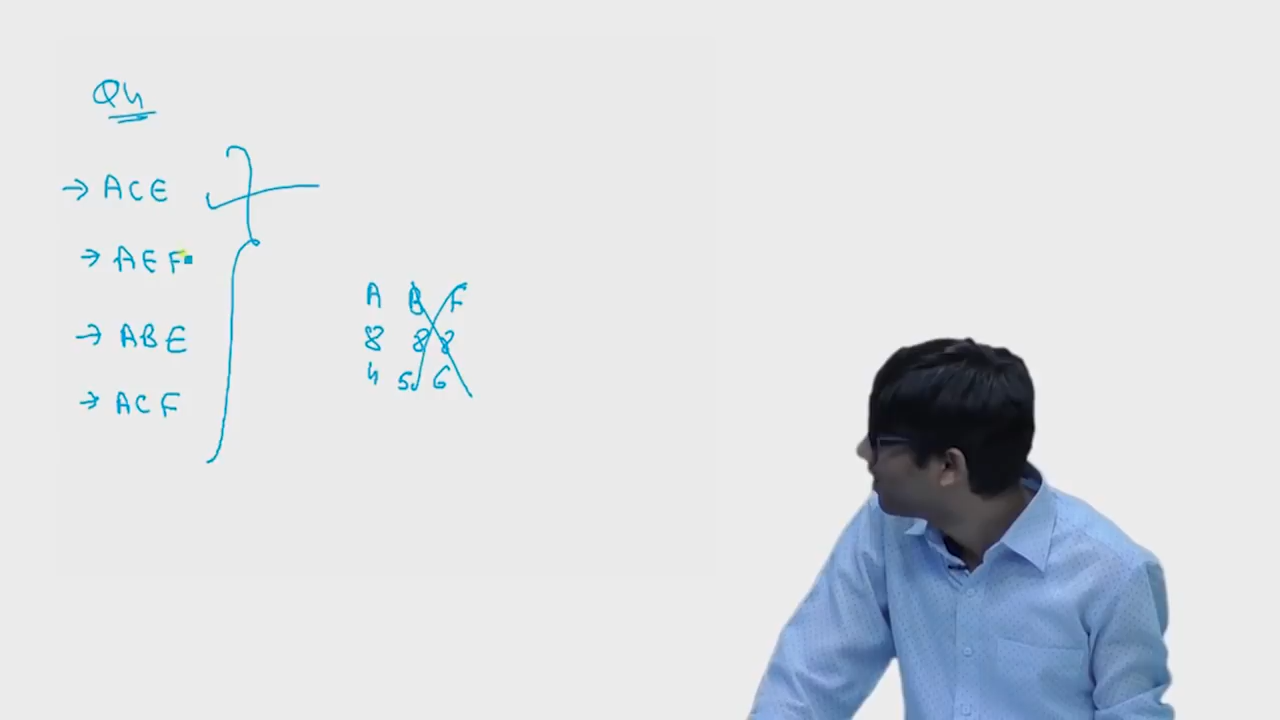 Q4
→ ACE
→ AEF
→ ABE
→ ACF
A B F
8 8 8
4 5 6